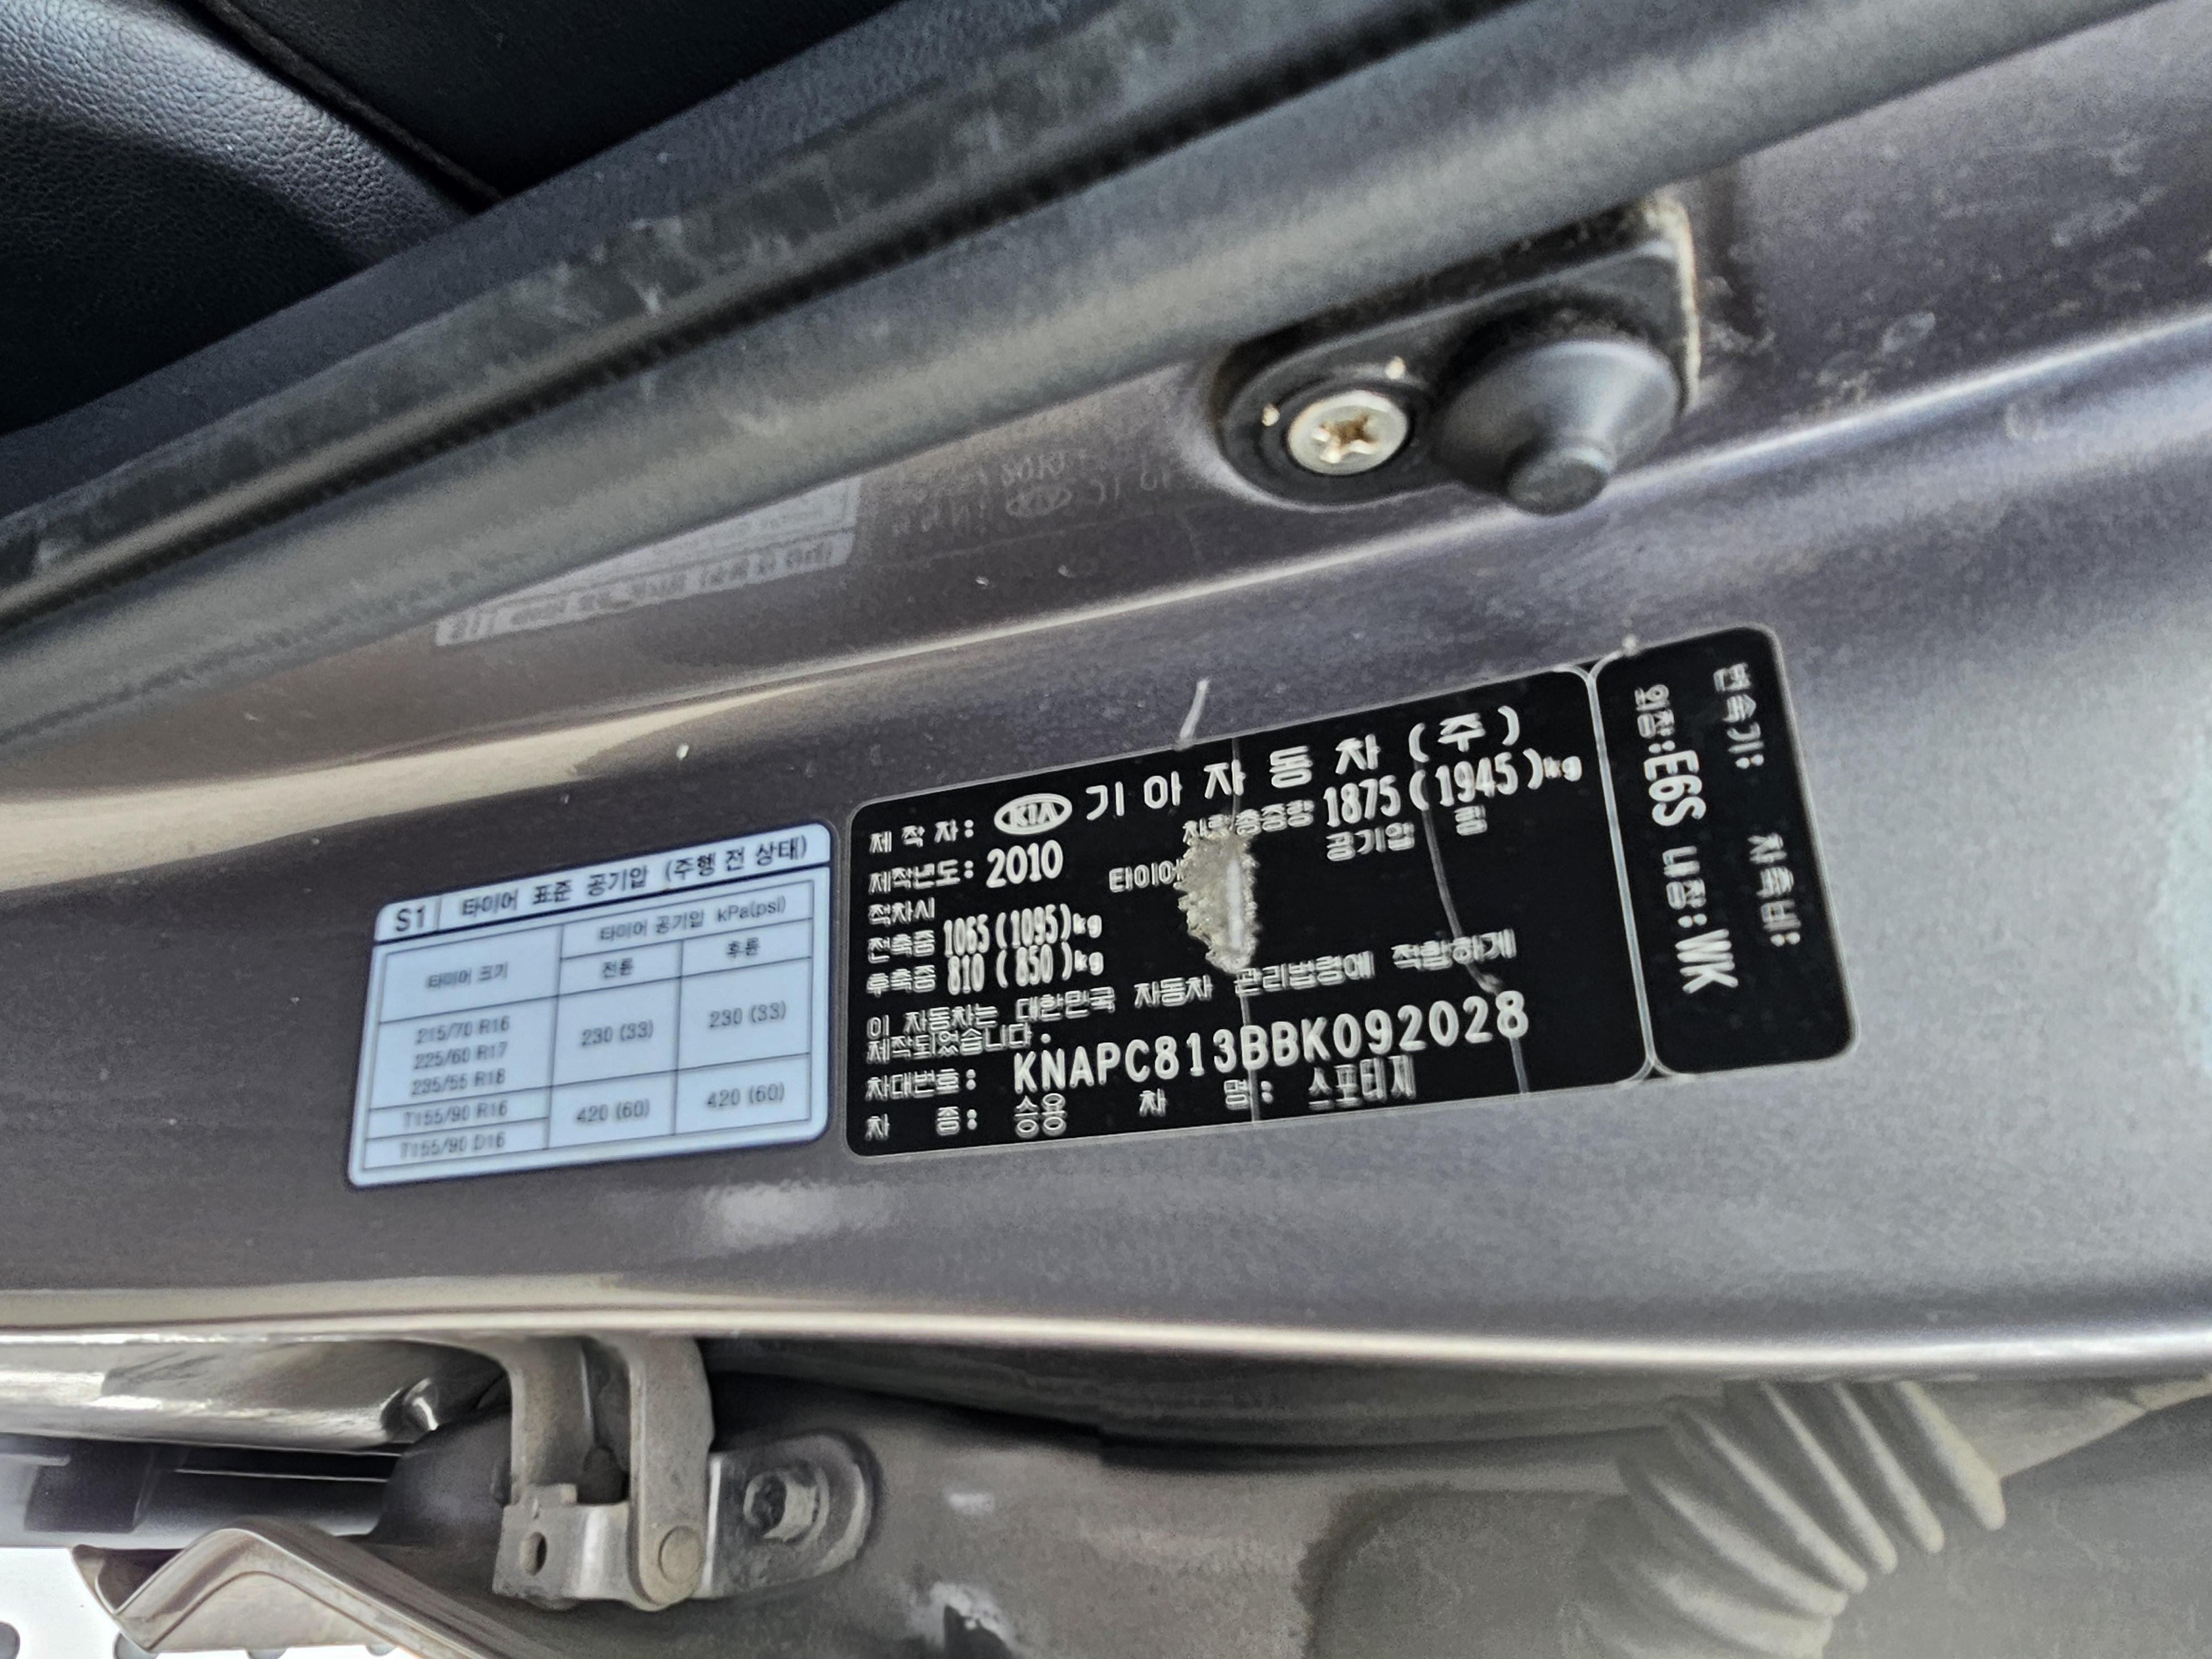 S1 타이어 표준 공기압 (주행 전 상태)
타이어 크기
타이어 공기압 kPa(psi)
전륜 후륜
215/70 R16
225/60 R17
235/55 R18
230 (33) 230 (33)
T155/90 R16
T155/90 D16
420 (60) 420 (60)
제작자: KIA 기아자동차(주)
제작년도: 2010 차량총중량 1875(1945)kg
적차시 타이어 공기압 림
전축중 1065(1095)kg
후축중 810(850)kg
이 자동차는 대한민국 자동차 관리법령에 적합하게
제작되었습니다.
차대번호: KNAPC813BBK092028
차 종: 승용 차 명: 스포티지
변속기: 차축비:
외장:E6S 내장:WK